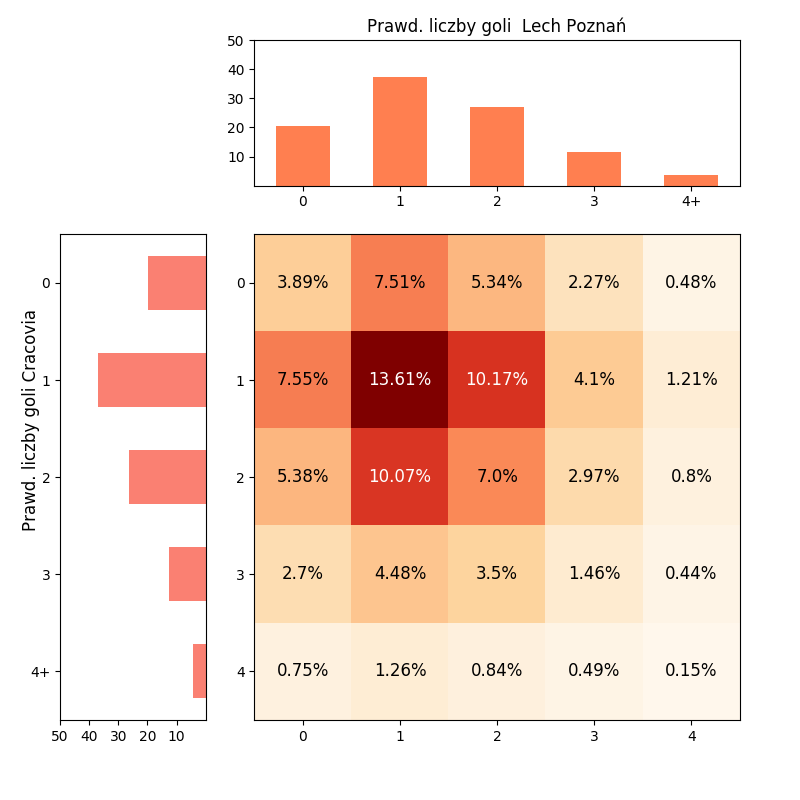 Prawd. liczby goli  Lech Poznań
50
40
30
20
10
0 1 2 3 4+
Prawd. liczby goli Cracovia
0
1
2
3
4+
50 40 30 20 10
0 3.89% 7.51% 5.34% 2.27% 0.48%
1 7.55% 13.61% 10.17% 4.1% 1.21%
2 5.38% 10.07% 7.0% 2.97% 0.8%
3 2.7% 4.48% 3.5% 1.46% 0.44%
4 0.75% 1.26% 0.84% 0.49% 0.15%
0 1 2 3 4